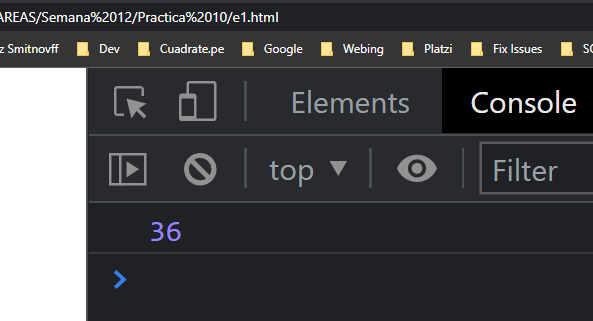 AREAS/Semana%2012/Practica%2010/e1.html
z Smitnovff Dev Cuadrate.pe Google Webing Platzi Fix Issues
Elements Console
top Filter
36